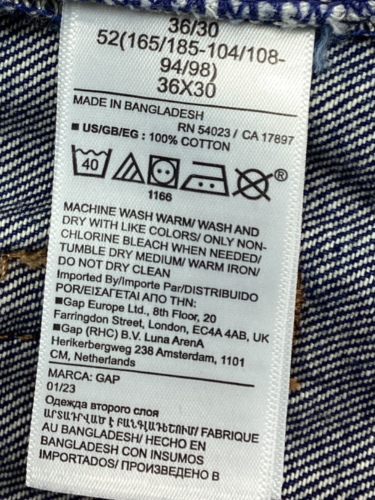 36/30
52(165/185-104/108-
94/98)
36X30
MADE IN BANGLADESH
RN 54023 / CA 17897
■ US/GB/EG : 100% COTTON
40
®
1166
MACHINE WASH WARM/ WASH AND
DRY WITH LIKE COLORS/ ONLY NON-
CHLORINE BLEACH WHEN NEEDED/
TUMBLE DRY MEDIUM/ WARM IRON/
DO NOT DRY CLEAN
Imported By/Importe Par/DISTRIBUIDO
POR/ΕΙΣΑΓΕΤΑΙ ΑΠΟ ΤΗΝ:
■Gap Europe Ltd., 8th Floor, 20
Farringdon Street, London, EC4A 4AB, UK
■Gap (RHC) B.V. Luna ArenA
Herikerbergweg 238 Amsterdam, 1101
CM, Netherlands
MARCA: GAP
01/23
Одежда второго слоя
ԱՐՏԱԴՐՎԱԾ Է ԲԱՆԳԼԱԴԵՇՈՒՄ/ FABRIQUE
AU BANGLADESH/ HECHO EN
BANGLADESH CON INSUMOS
IMPORTADOS/ ПРОИЗВЕДЕНО В